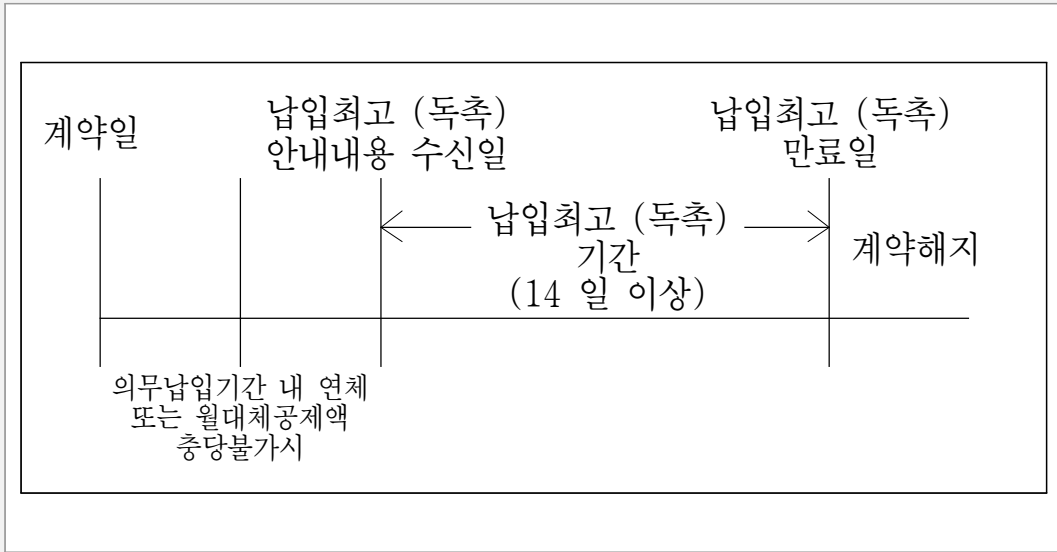 계약일
납입최고 (독촉)
안내내용 수신일
납입최고 (독촉)
만료일
납입최고 (독촉)
기간
(14 일 이상)
계약해지
의무납입기간 내 연체
또는 월대체공제액
충당불가시